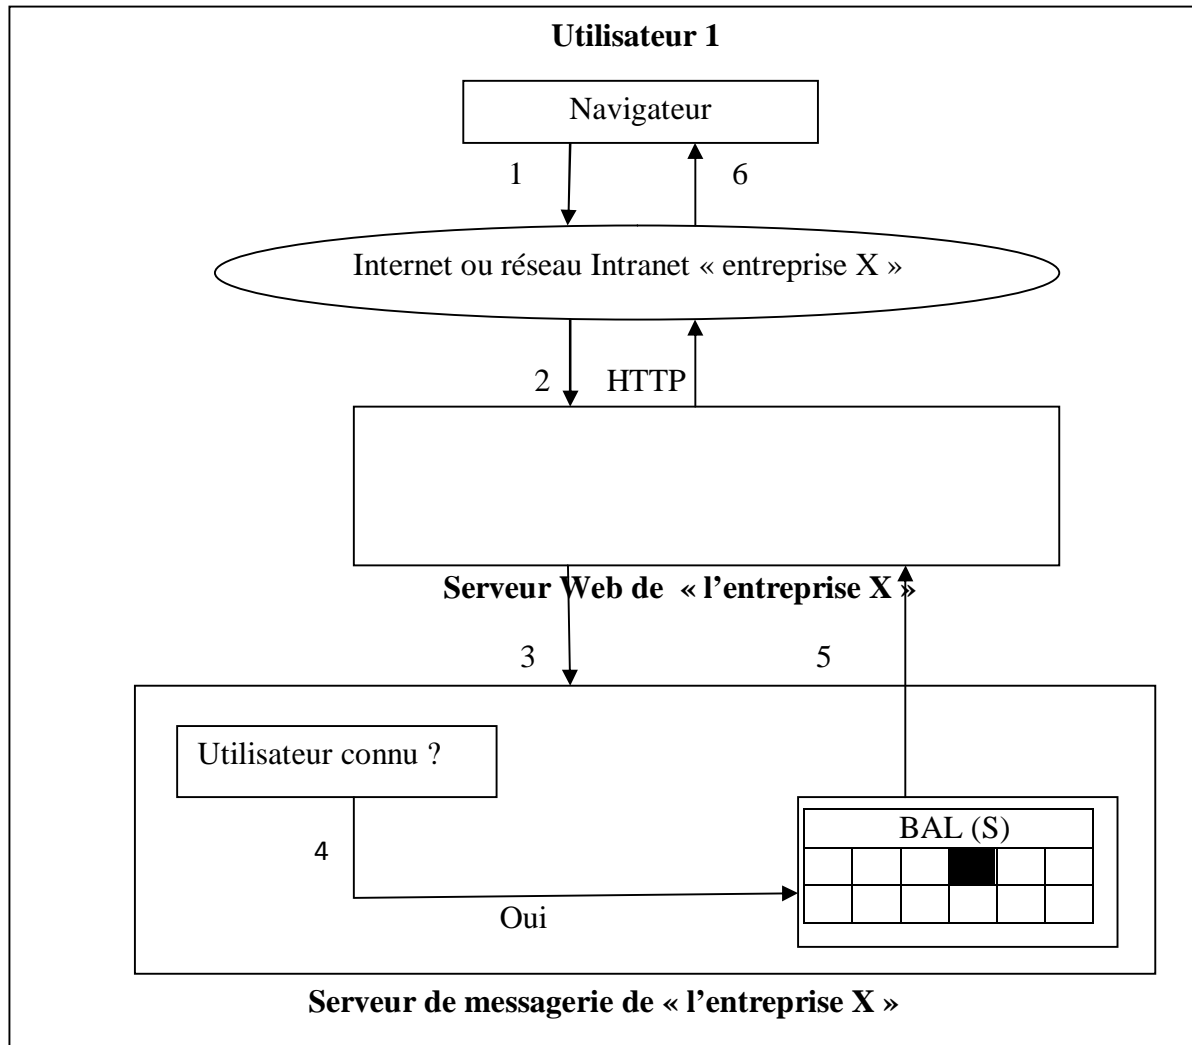 Utilisateur 1
Navigateur
1
6
Internet ou réseau Intranet « entreprise X »
2
HTTP
Serveur Web de « l’entreprise X »
3
5
Utilisateur connu ?
BAL (S)
4
Oui
Serveur de messagerie de « l’entreprise X »